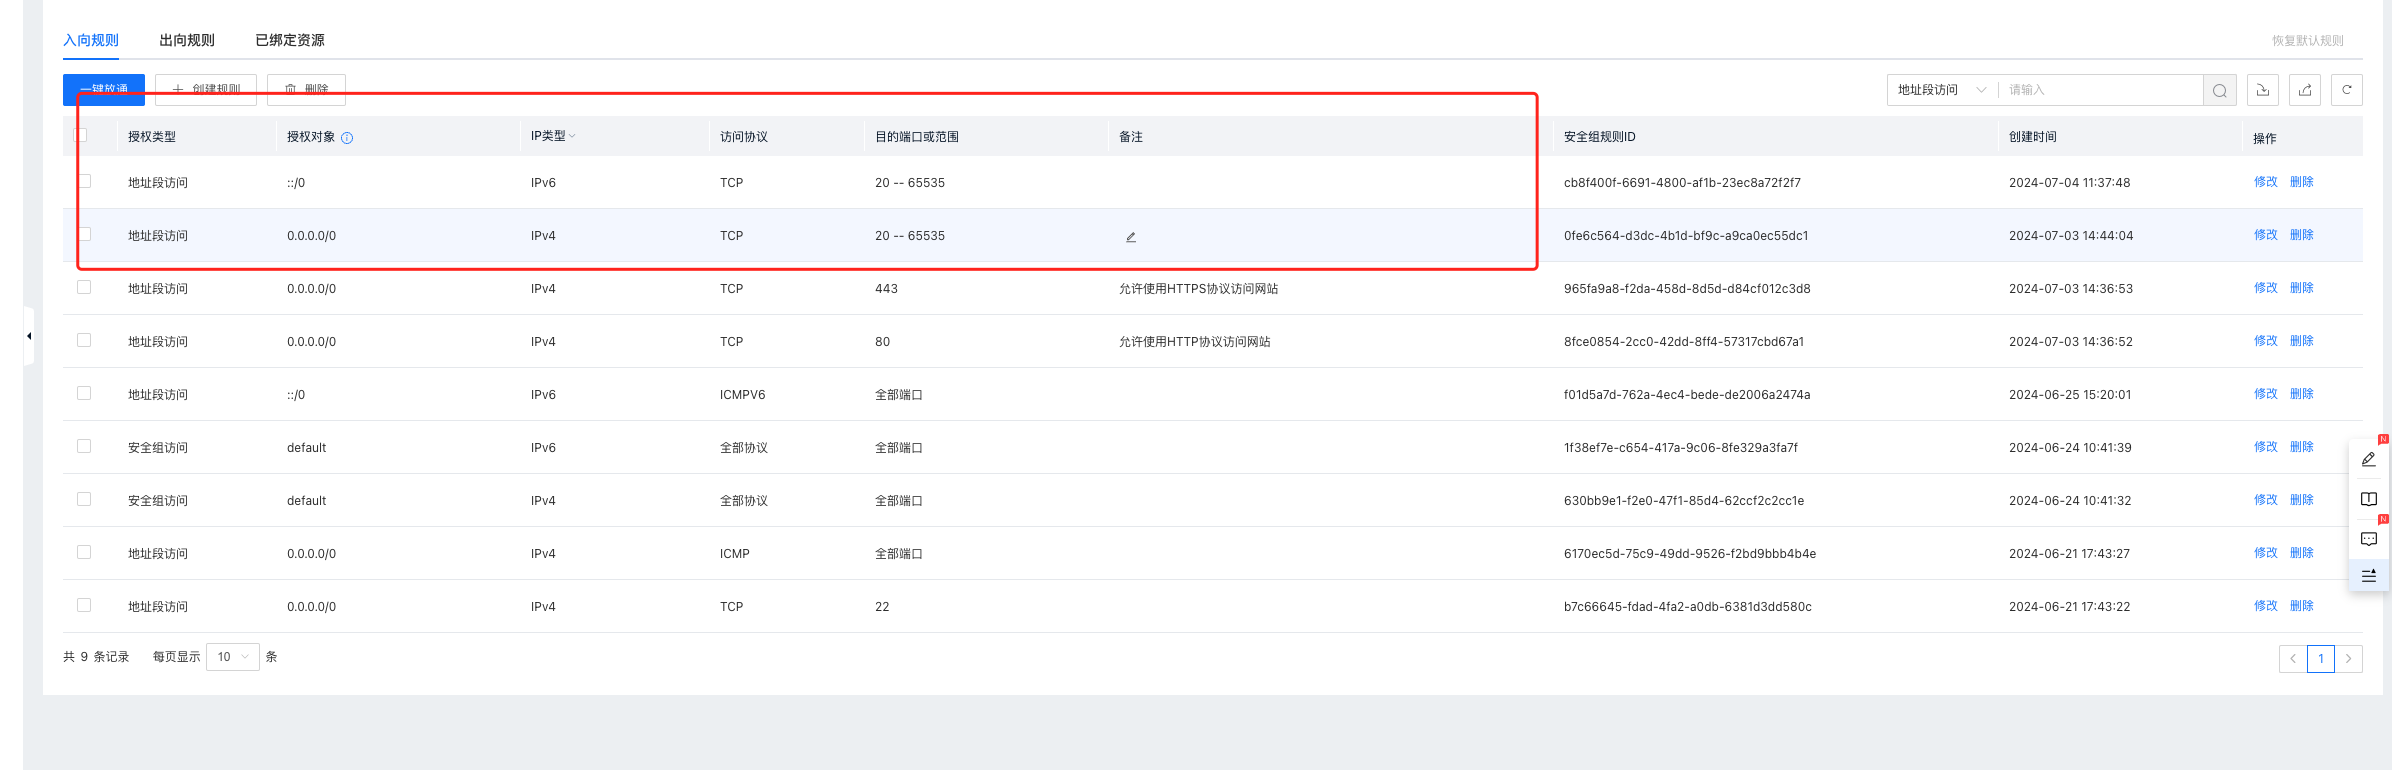 入向规则 出向规则 已绑定资源 恢复默认规则
一键放通 创建规则 删除 地址段访问 请输入
授权类型 授权对象 IP类型 访问协议 目的端口或范围 备注 安全组规则ID 创建时间 操作
地址段访问 ::/0 IPv6 TCP 20 -- 65535 cb8f400f-6691-4800-af1b-23ec8a72f2f7 2024-07-04 11:37:48 修改 删除
地址段访问 0.0.0.0/0 IPv4 TCP 20 -- 65535 0fe6c564-d3dc-4b1d-bf9c-a9ca0ec55dc1 2024-07-03 14:44:04 修改 删除
地址段访问 0.0.0.0/0 IPv4 TCP 443 允许使用HTTPS协议访问网站 965fa9a8-f2da-458d-8d5d-d84cf012c3d8 2024-07-03 14:36:53 修改 删除
地址段访问 0.0.0.0/0 IPv4 TCP 80 允许使用HTTP协议访问网站 8fce0854-2cc0-42dd-8ff4-57317cbd67a1 2024-07-03 14:36:52 修改 删除
地址段访问 ::/0 IPv6 ICMPV6 全部端口 f01d5a7d-762a-4ec4-bede-de2006a2474a 2024-06-25 15:20:01 修改 删除
安全组访问 default IPv6 全部协议 全部端口 1f38ef7e-c654-417a-9c06-8fe329a3fa7f 2024-06-24 10:41:39 修改 删除
安全组访问 default IPv4 全部协议 全部端口 630bb9e1-f2e0-47f1-85d4-62ccf2c2cc1e 2024-06-24 10:41:32 修改 删除
地址段访问 0.0.0.0/0 IPv4 ICMP 全部端口 6170ec5d-75c9-49dd-9526-f2bd9bbb4b4e 2024-06-21 17:43:27 修改 删除
地址段访问 0.0.0.0/0 IPv4 TCP 22 b7c66645-fdad-4fa2-a0db-6381d3dd580c 2024-06-21 17:43:22 修改 删除
共 9 条记录 每页显示 10 条 1